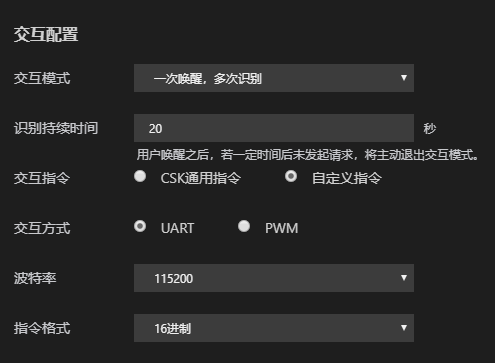 交互配置
交互模式 一次唤醒，多次识别
识别持续时间 20 秒
用户唤醒之后，若一定时间后未发起请求，将主动退出交互模式。
交互指令 CSK通用指令 自定义指令
交互方式 UART PWM
波特率 115200
指令格式 16进制